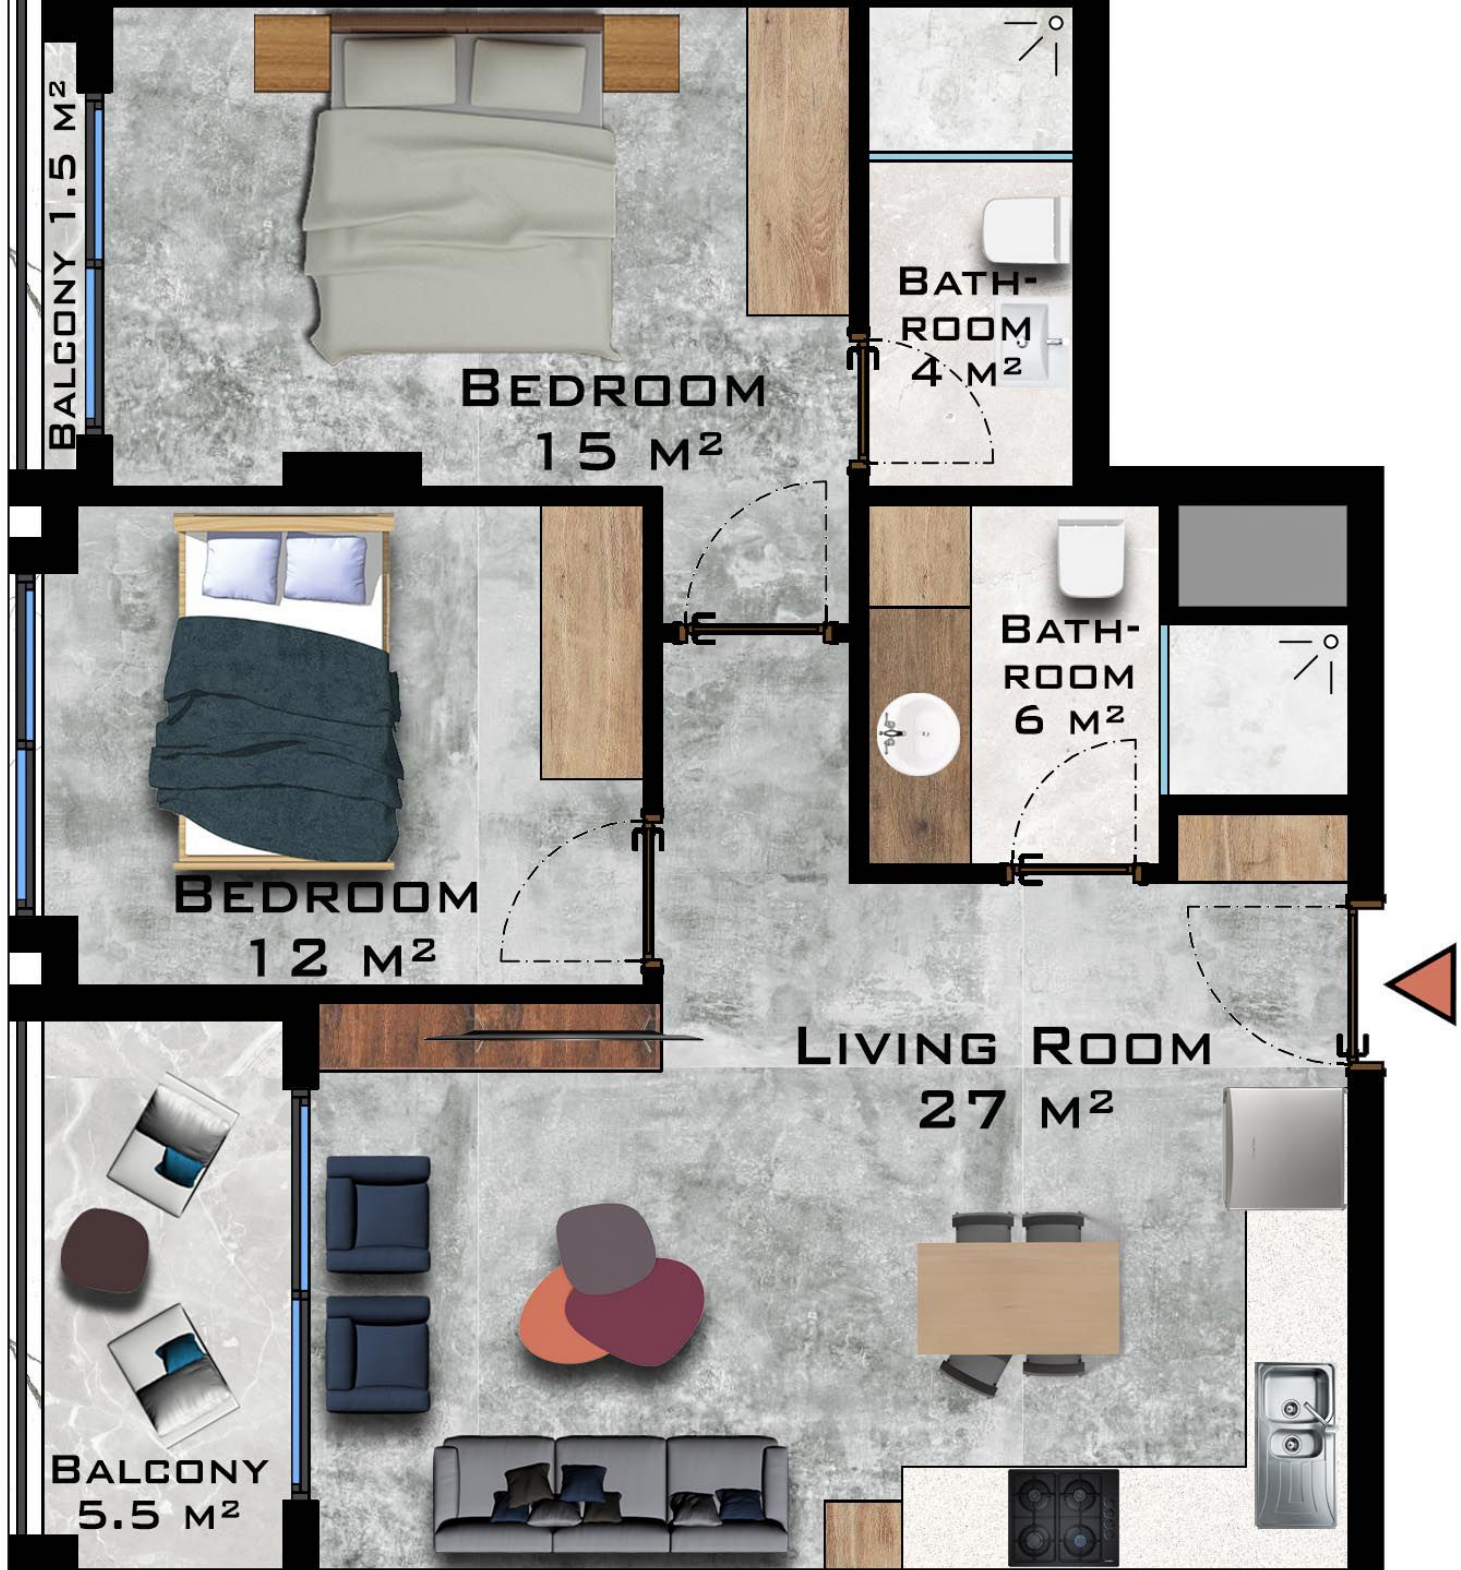 BALCONY 1.5 M²
BEDROOM
15 M²
BATH-
ROOM
4 M²
BATH-
ROOM
6 M²
BEDROOM
12 M²
LIVING ROOM
27 M²
BALCONY
5.5 M²